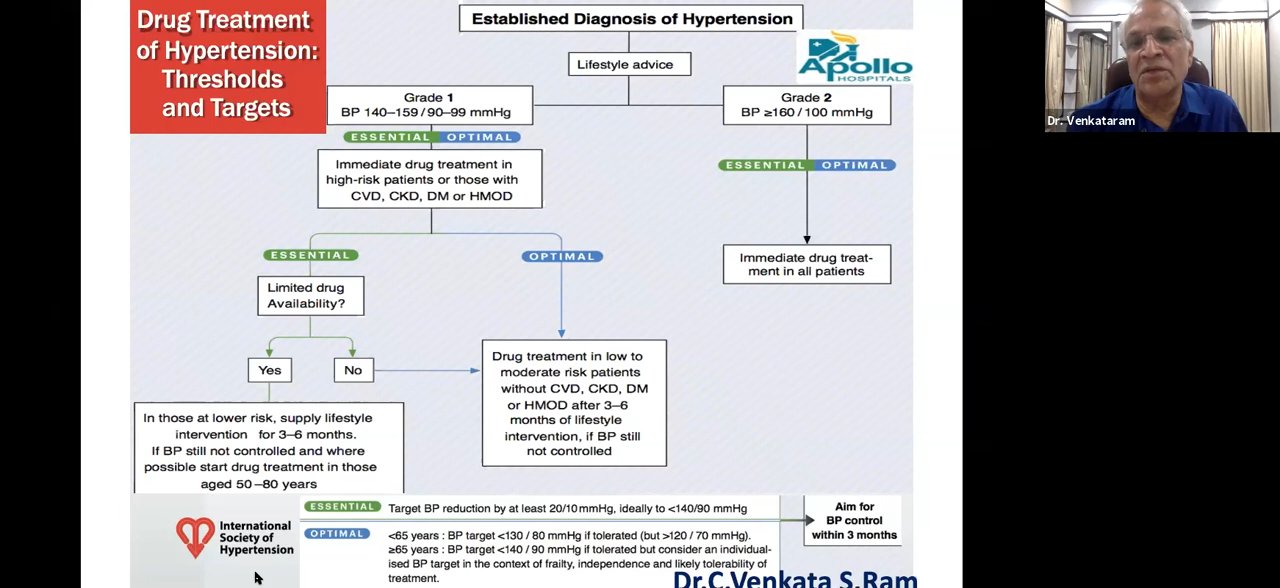 Drug Treatment
of Hypertension:
Thresholds
and Targets
Established Diagnosis of Hypertension
Lifestyle advice
Apollo
HOSPITALS
Dr. Venkataram
Grade 1
BP 140–159 / 90–99 mmHg
Grade 2
BP ≥160 / 100 mmHg
ESSENTIAL OPTIMAL
ESSENTIAL OPTIMAL
Immediate drug treatment in
high-risk patients or those with
CVD, CKD, DM or HMOD
Immediate drug treat-
ment in all patients
ESSENTIAL
OPTIMAL
Limited drug
Availability?
Yes
No
Drug treatment in low to
moderate risk patients
without CVD, CKD, DM
or HMOD after 3–6
months of lifestyle
intervention, if BP still
not controlled
In those at lower risk, supply lifestyle
intervention for 3–6 months.
If BP still not controlled and where
possible start drug treatment in those
aged 50–80 years
International
Society of
Hypertension
ESSENTIAL Target BP reduction by at least 20/10 mmHg, ideally to <140/90 mmHg
OPTIMAL <65 years : BP target <130 / 80 mmHg if tolerated (but >120 / 70 mmHg).
≥65 years : BP target <140 / 90 mmHg if tolerated but consider an individual-
ised BP target in the context of frailty, independence and likely tolerability of
treatment.
Aim for
BP control
within 3 months
Dr.C.Venkata S.Ram